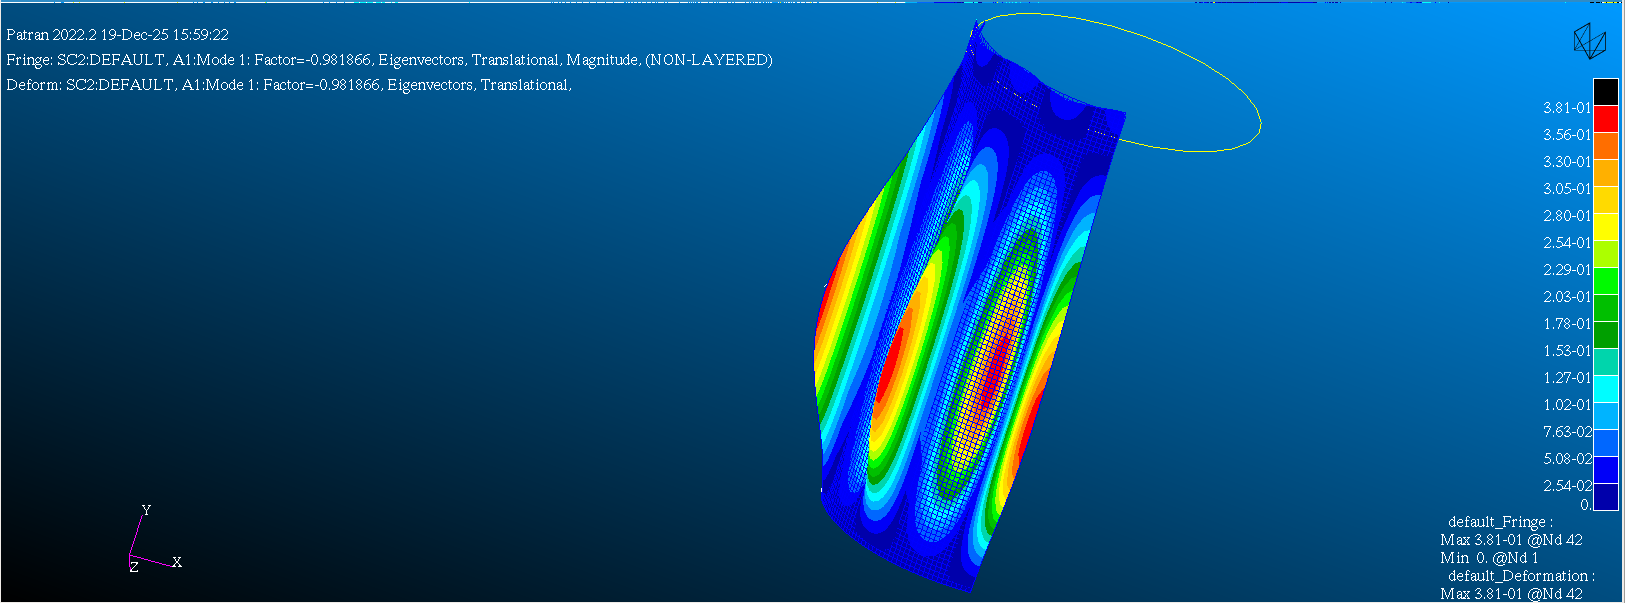 Patran 2022.2 19-Dec-25 15:59:22
Fringe: SC2:DEFAULT, A1:Mode 1: Factor=-0.981866, Eigenvectors, Translational, Magnitude, (NON-LAYERED)
Deform: SC2:DEFAULT, A1:Mode 1: Factor=-0.981866, Eigenvectors, Translational,
3.81-01
3.56-01
3.30-01
3.05-01
2.80-01
2.54-01
2.29-01
2.03-01
1.78-01
1.53-01
1.27-01
1.02-01
7.63-02
5.08-02
2.54-02
0.
Y
X
Z
default_Fringe :
Max 3.81-01 @Nd 42
Min 0. @Nd 1
default_Deformation :
Max 3.81-01 @Nd 42